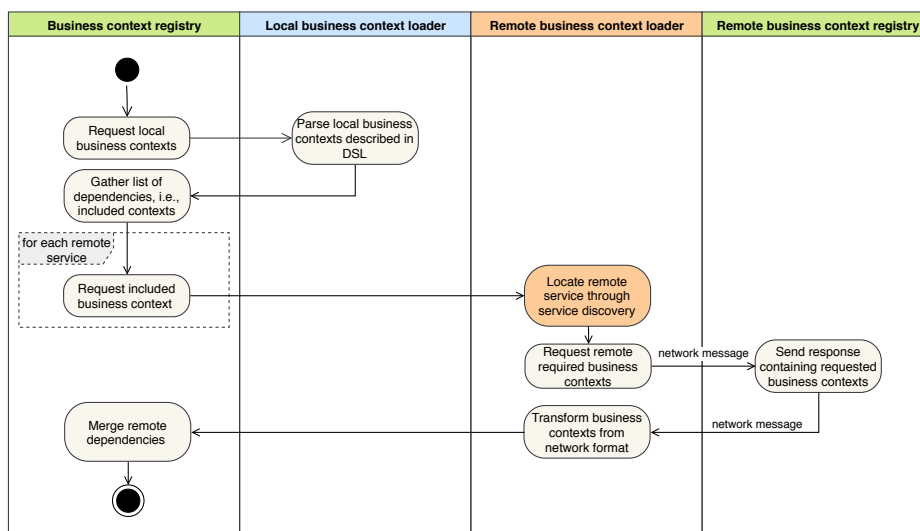 Business context registry
Local business context loader
Remote business context loader
Remote business context registry
Request local
business contexts
Parse local business
contexts described in
DSL
Gather list of
dependencies, i.e.,
included contexts
for each remote
service
Request included
business context
Locate remote
service through
service discovery
Request remote
required business
contexts
network message
Send response
containing requested
business contexts
Merge remote
dependencies
Transform business
contexts from
network format
network message